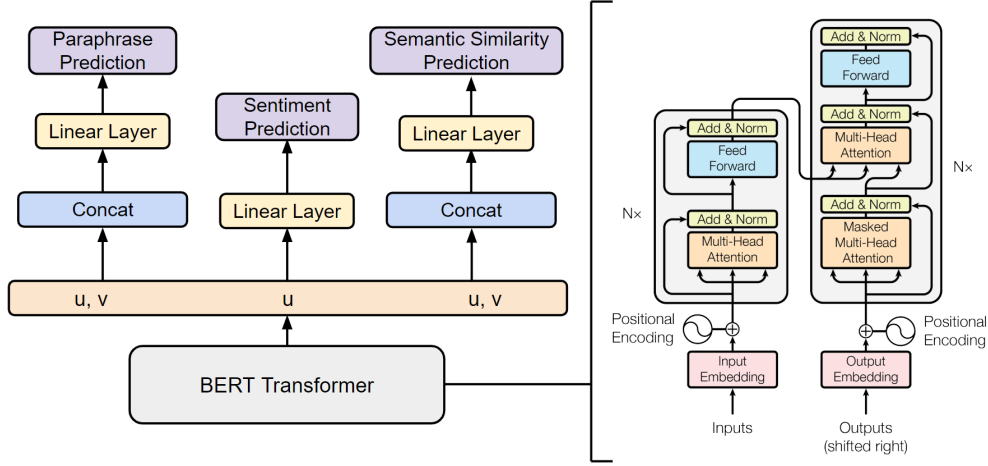 Paraphrase
Prediction
Linear Layer
Concat
u, v
Sentiment
Prediction
Linear Layer
u
Semantic Similarity
Prediction
Linear Layer
Concat
u, v
BERT Transformer
Add & Norm
Feed
Forward
Add & Norm
Multi-Head
Attention
N×
Positional
Encoding
Input
Embedding
Inputs
Add & Norm
Feed
Forward
Add & Norm
Multi-Head
Attention
Add & Norm
Masked
Multi-Head
Attention
N×
Positional
Encoding
Output
Embedding
Outputs
(shifted right)